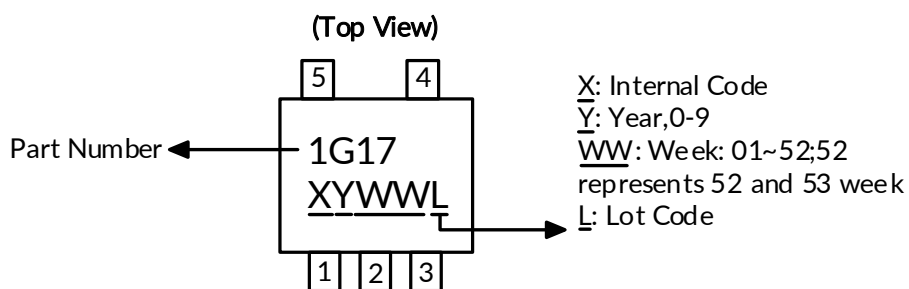 (Top View)
5
4
X: Internal Code
Y: Year,0-9
WW: Week: 01~52;52
represents 52 and 53 week
L: Lot Code
Part Number
1G17
XYWWL
1
2
3